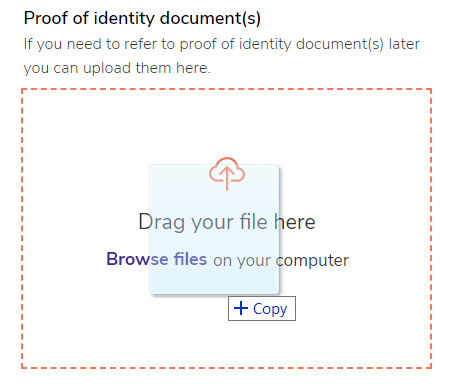 Proof of identity document(s)
If you need to refer to proof of identity document(s) later
you can upload them here.
Drag your file here
Browse files on your computer
+ Copy